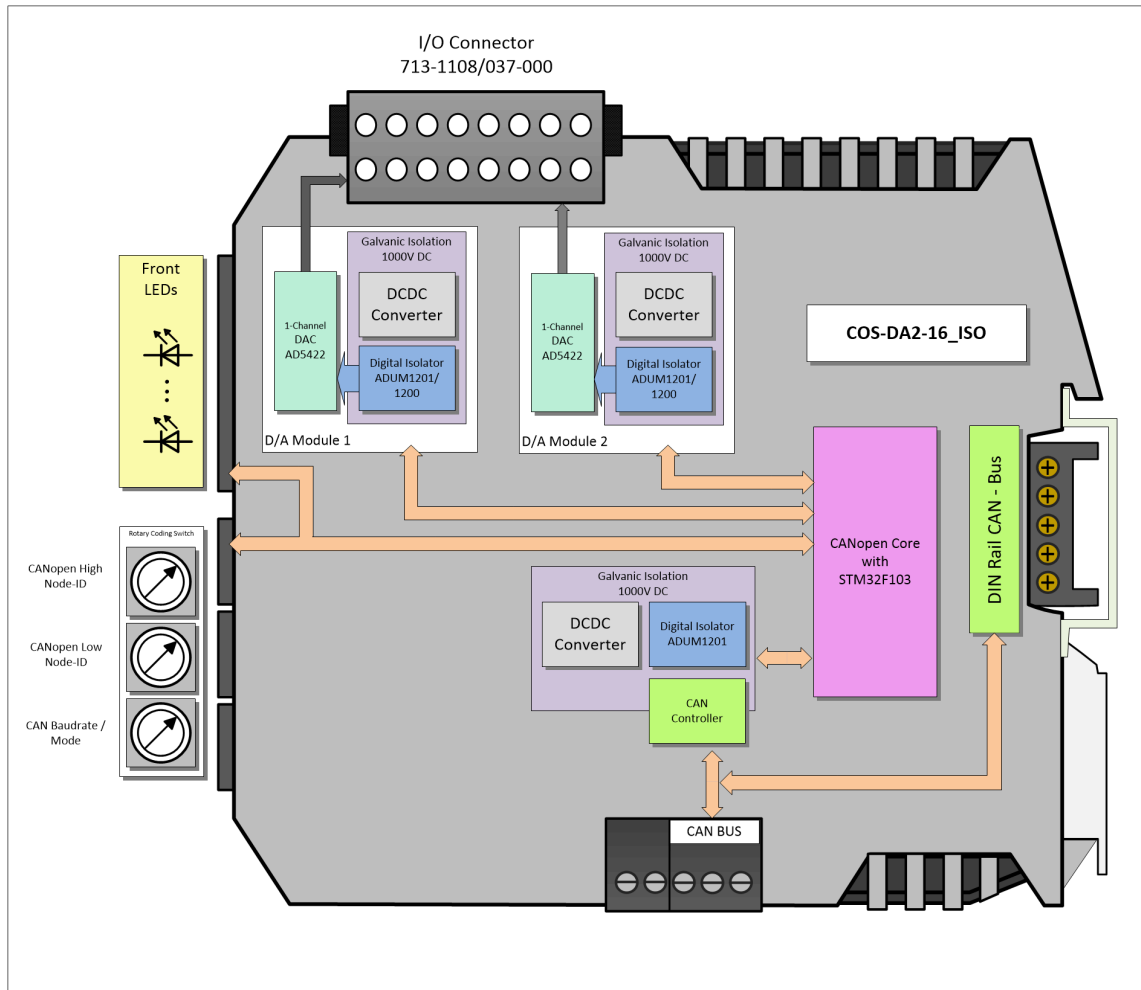 I/O Connector
713-1108/037-000
Front
LEDs
Galvanic Isolation
1000V DC
DCDC
Converter
1-Channel
DAC
AD5422
Digital Isolator
ADUM1201/
1200
D/A Module 1
Galvanic Isolation
1000V DC
DCDC
Converter
1-Channel
DAC
AD5422
Digital Isolator
ADUM1201/
1200
D/A Module 2
COS-DA2-16_ISO
Rotary Coding Switch
CANopen High
Node-ID
CANopen Low
Node-ID
CAN Baudrate /
Mode
CANopen Core
with
STM32F103
DIN Rail CAN - Bus
Galvanic Isolation
1000V DC
DCDC
Converter
Digital Isolator
ADUM1201
CAN
Controller
CAN BUS